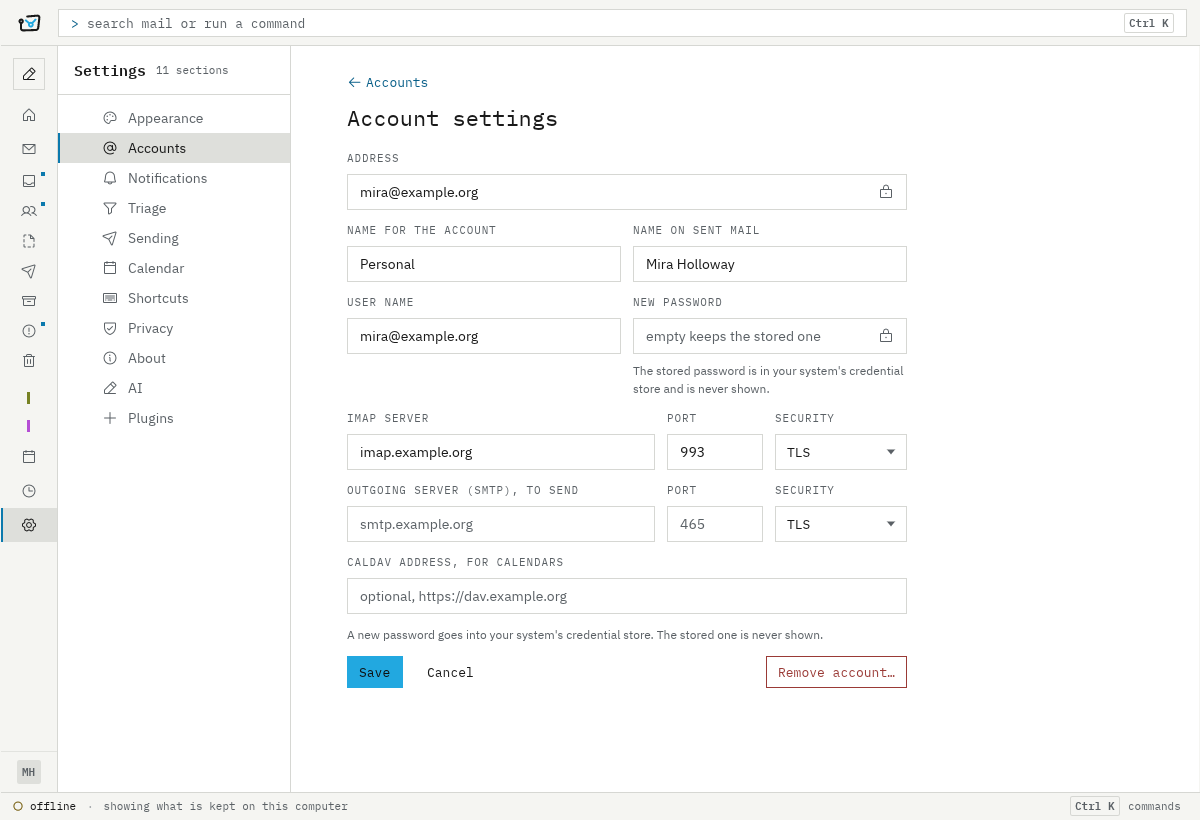 > search mail or run a command Ctrl K
Settings 11 sections
Appearance
Accounts
Notifications
Triage
Sending
Calendar
Shortcuts
Privacy
About
AI
Plugins
← Accounts
Account settings
ADDRESS
mira@example.org
NAME FOR THE ACCOUNT NAME ON SENT MAIL
Personal Mira Holloway
USER NAME NEW PASSWORD
mira@example.org empty keeps the stored one
The stored password is in your system's credential
store and is never shown.
IMAP SERVER PORT SECURITY
imap.example.org 993 TLS
OUTGOING SERVER (SMTP), TO SEND PORT SECURITY
smtp.example.org 465 TLS
CALDAV ADDRESS, FOR CALENDARS
optional, https://dav.example.org
A new password goes into your system's credential store. The stored one is never shown.
Save Cancel Remove account…
MH
offline · showing what is kept on this computer Ctrl K commands